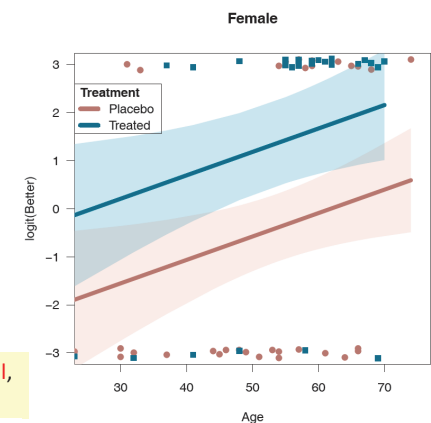 Female
Treatment
Placebo
Treated
logit(Better)
3
2
1
0
−1
−2
−3
l,
30
40
50
60
70
Age